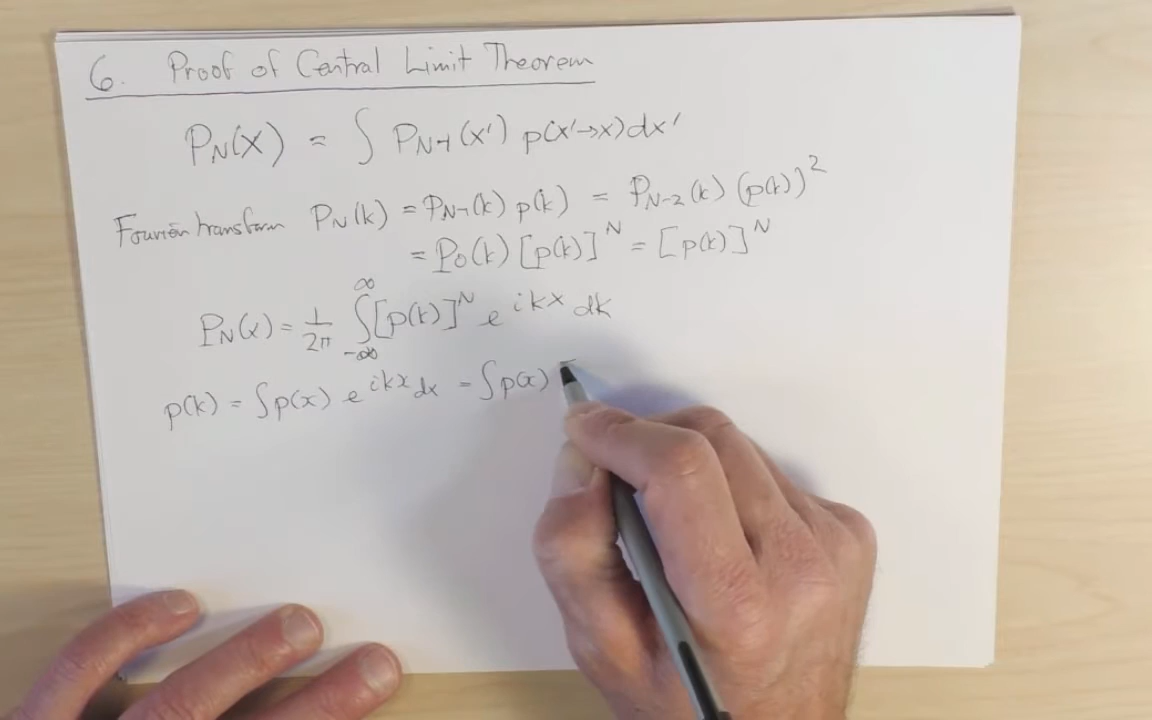 6. Proof of Central Limit Theorem
P_N(x) = ∫ P_{N-1}(x') p(x'→x)dx'
Fourier transform P_N(k) = P_{N-1}(k) p(k) = P_{N-2}(k) (p(k))^2
= P_0(k) [p(k)]^N = [p(k)]^N
P_N(x) = 1/2π ∫_{-∞}^{∞} [p(k)]^N e^{ikx} dk
p(k) = ∫p(x) e^{ikx} dx = ∫p(x)